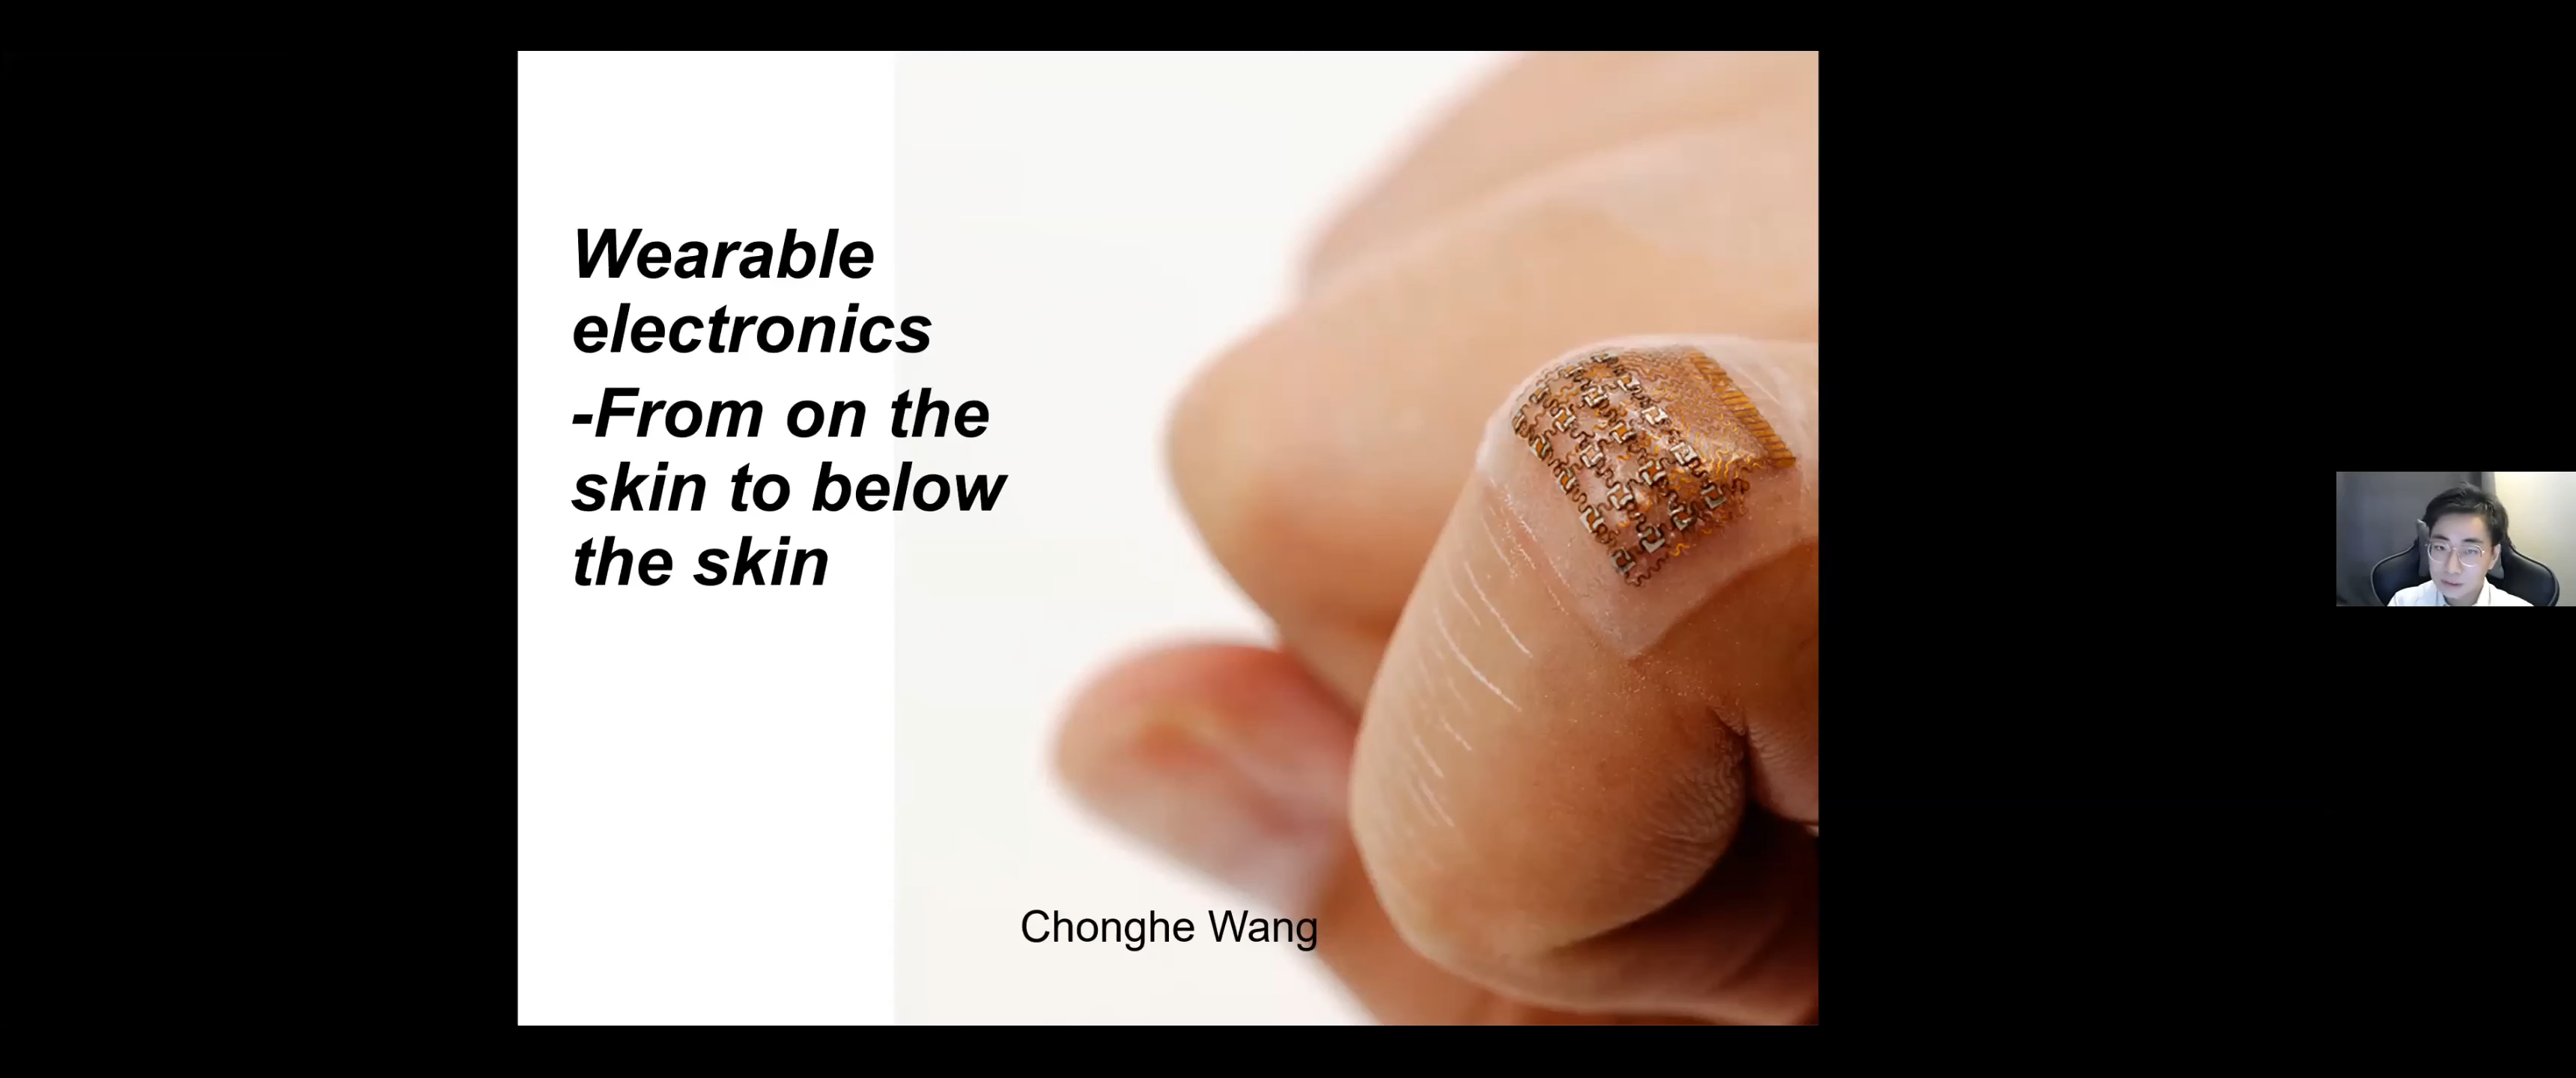 Wearable
electronics
-From on the
skin to below
the skin
Chonghe Wang